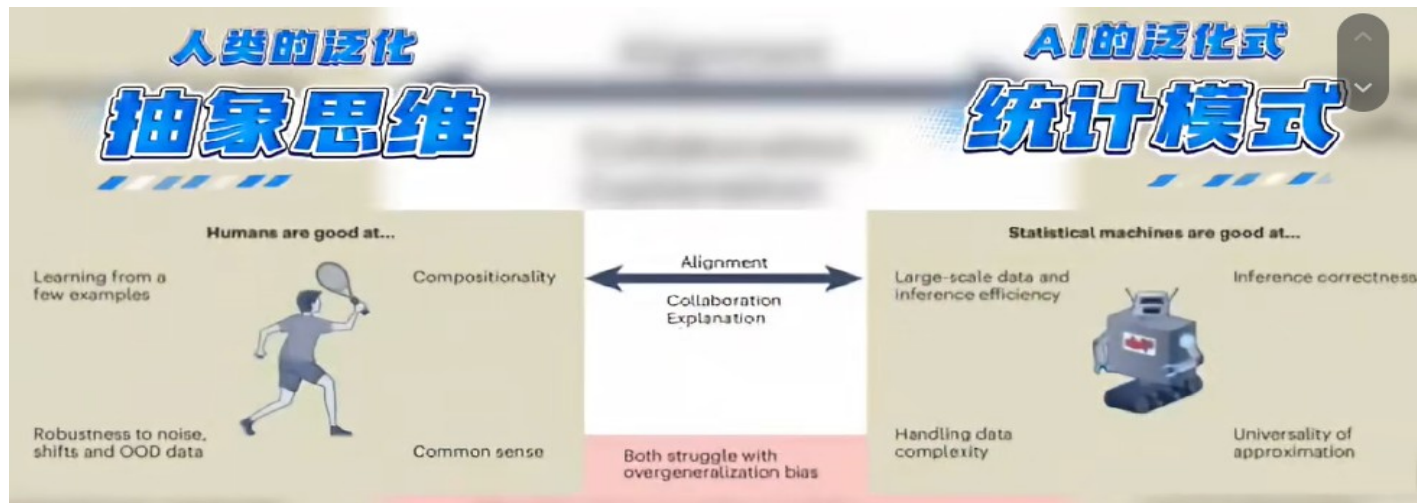 人类的泛化
抽象思维
AI的泛化式
统计模式
Humans are good at...
Learning from a
few examples
Compositionality
Robustness to noise,
shifts and OOD data
Common sense
Alignment
Collaboration
Explanation
Both struggle with
overgeneralization bias
Statistical machines are good at...
Large-scale data and
inference efficiency
Inference correctness
Handling data
complexity
Universality of
approximation